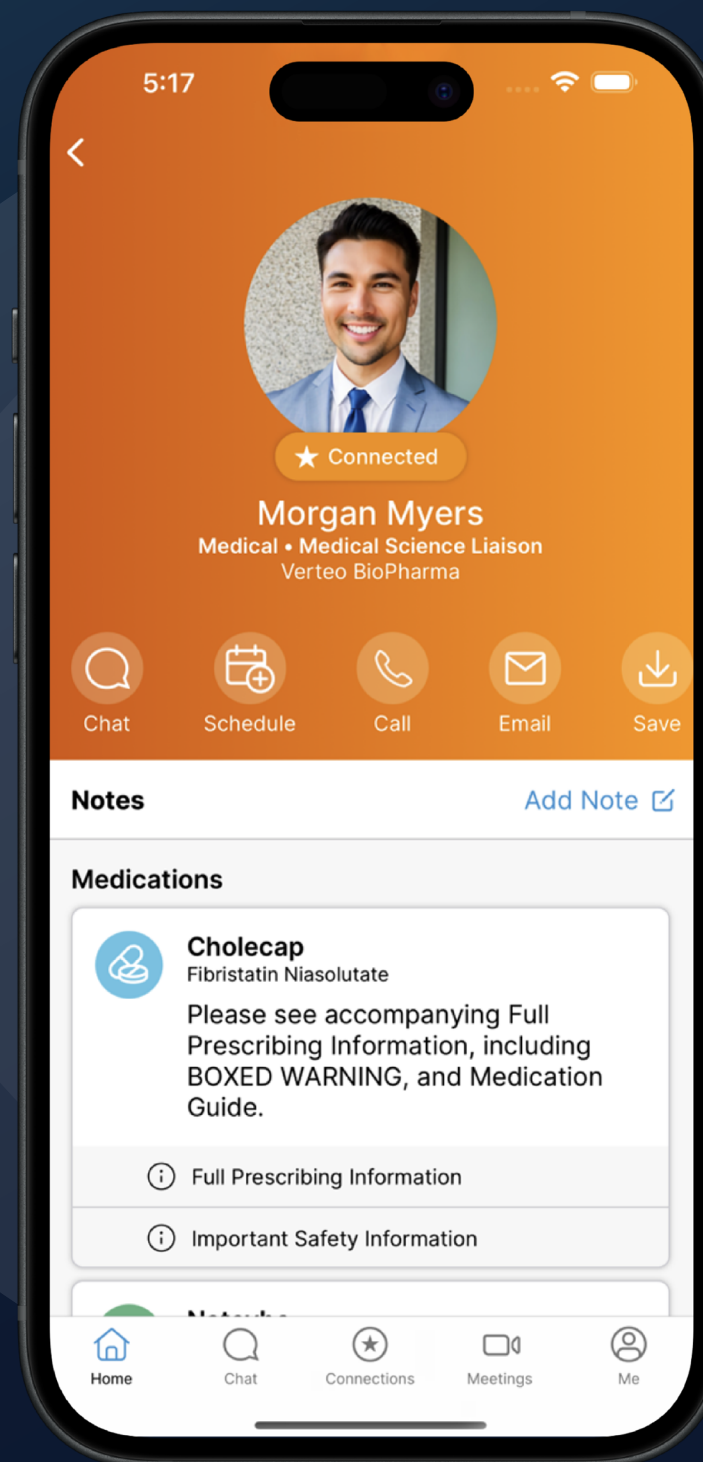 5:17
Connected
Morgan Myers
Medical • Medical Science Liaison
Verteo BioPharma
Chat
Schedule
Call
Email
Save
Notes
Add Note
Medications
Cholecap
Fibristatin Niasolutate
Please see accompanying Full
Prescribing Information, including
BOXED WARNING, and Medication
Guide.
Full Prescribing Information
Important Safety Information
Home
Chat
Connections
Meetings
Me